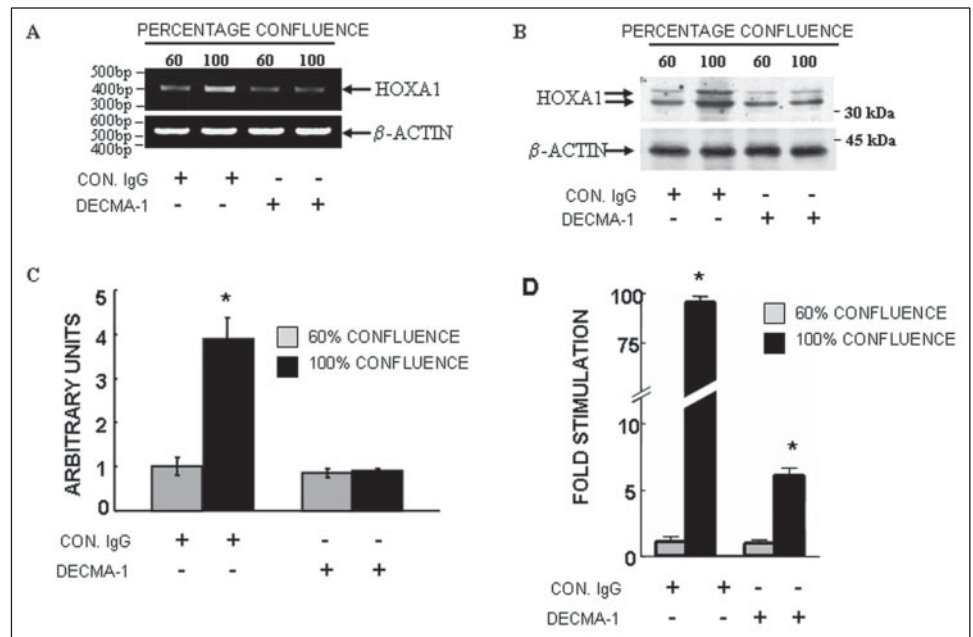 A
PERCENTAGE CONFLUENCE
60 100 60 100
500bp
400bp
300bp
HOXA1
600bp
500bp
400bp
β-ACTIN
CON. IgG + + - -
DECMA-1 - - + +
B
PERCENTAGE CONFLUENCE
60 100 60 100
HOXA1
30 kDa
45 kDa
β-ACTIN
CON. IgG + + - -
DECMA-1 - - + +
C
ARBITRARY UNITS
5
4
3
2
1
0
*
60% CONFLUENCE
100% CONFLUENCE
CON. IgG + + - -
DECMA-1 - - + +
D
FOLD STIMULATION
100
75
10
5
0
*
*
60% CONFLUENCE
100% CONFLUENCE
CON. IgG + + - -
DECMA-1 - - + +